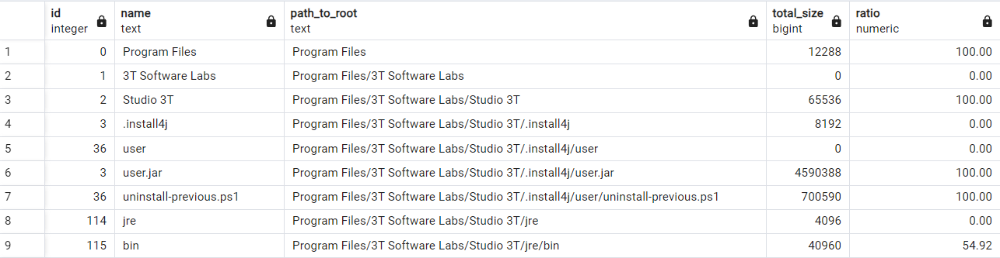 id name path_to_root total_size ratio
integer text text bigint numeric
1 0 Program Files Program Files 12288 100.00
2 1 3T Software Labs Program Files/3T Software Labs 0 0.00
3 2 Studio 3T Program Files/3T Software Labs/Studio 3T 65536 100.00
4 3 .install4j Program Files/3T Software Labs/Studio 3T/.install4j 8192 0.00
5 36 user Program Files/3T Software Labs/Studio 3T/.install4j/user 0 0.00
6 3 user.jar Program Files/3T Software Labs/Studio 3T/.install4j/user.jar 4590388 100.00
7 36 uninstall-previous.ps1 Program Files/3T Software Labs/Studio 3T/.install4j/user/uninstall-previous.ps1 700590 100.00
8 114 jre Program Files/3T Software Labs/Studio 3T/jre 4096 0.00
9 115 bin Program Files/3T Software Labs/Studio 3T/jre/bin 40960 54.92